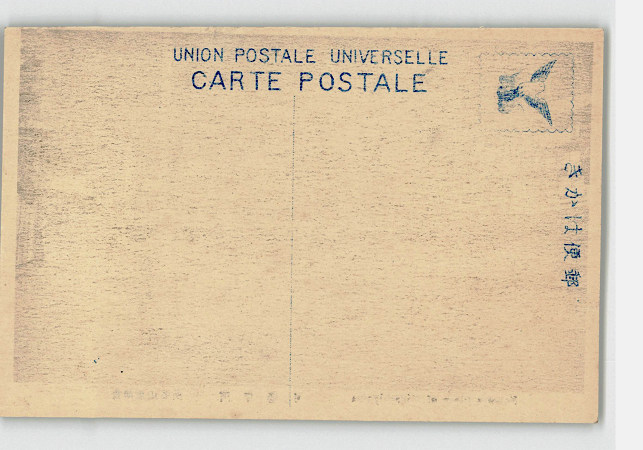 UNION POSTALE UNIVERSELLE
CARTE POSTALE
きかは便郵